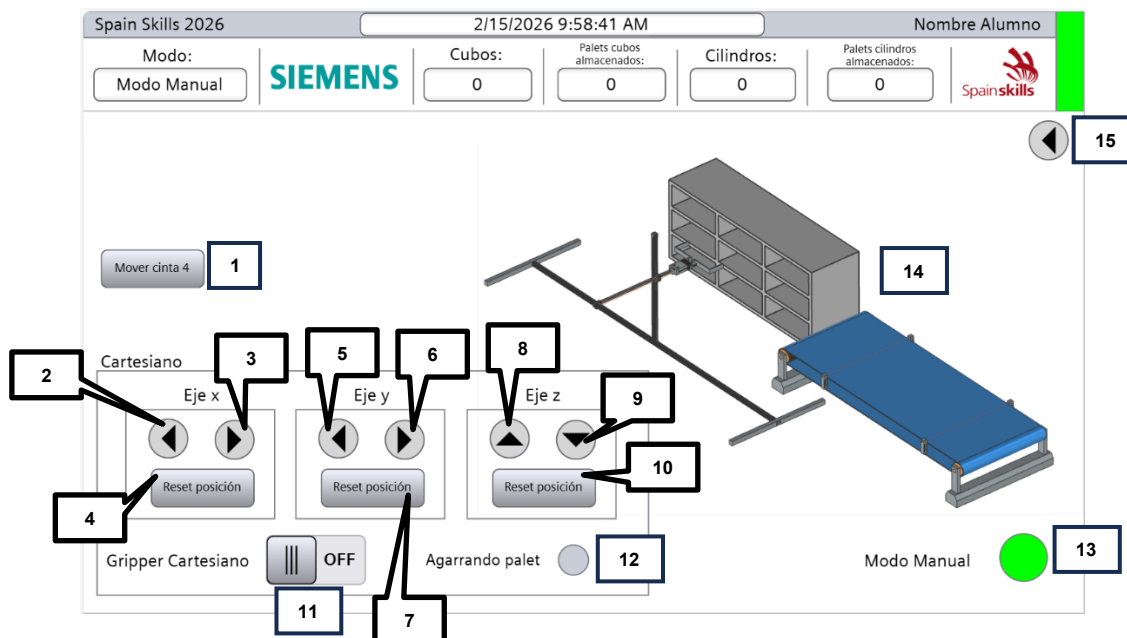 Spain Skills 2026
2/15/2026 9:58:41 AM
Nombre Alumno
Modo:
Modo Manual
SIEMENS
Cubos:
0
Palets cubos
almacenados:
0
Cilindros:
0
Palets cilindros
almacenados:
0
Spainskills
15
Mover cinta 4
1
14
Cartesiano
2
3
5
6
8
9
Eje x
Eje y
Eje z
Reset posición
Reset posición
Reset posición
10
4
Gripper Cartesiano
OFF
Agarrando palet
12
Modo Manual
13
11
7